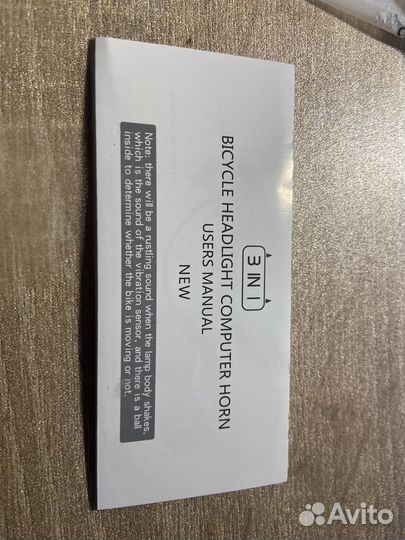 3 IN 1
BICYCLE HEADLIGHT COMPUTER HORN
USERS MANUAL
NEW
Note: there will be a rustling sound when the lamp body shakes,
which is the sound of the vibration sensor, and there is a ball
inside to determine whether the bike is moving or not.
Avito